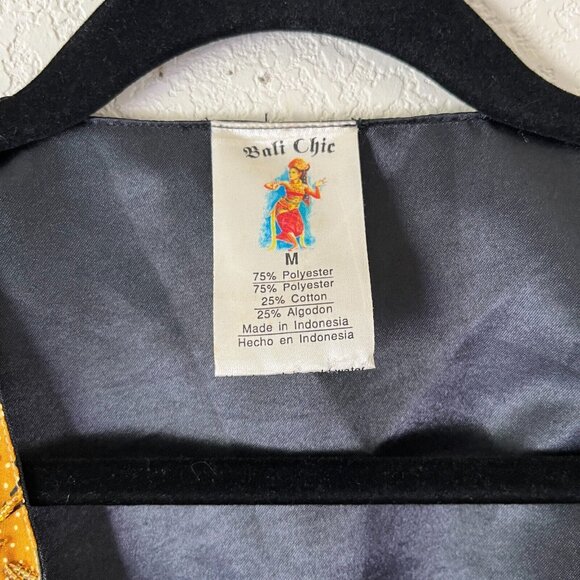 Bali Chic
M
75% Polyester
75% Polyester
25% Cotton
25% Algodon
Made in Indonesia
Hecho en Indonesia